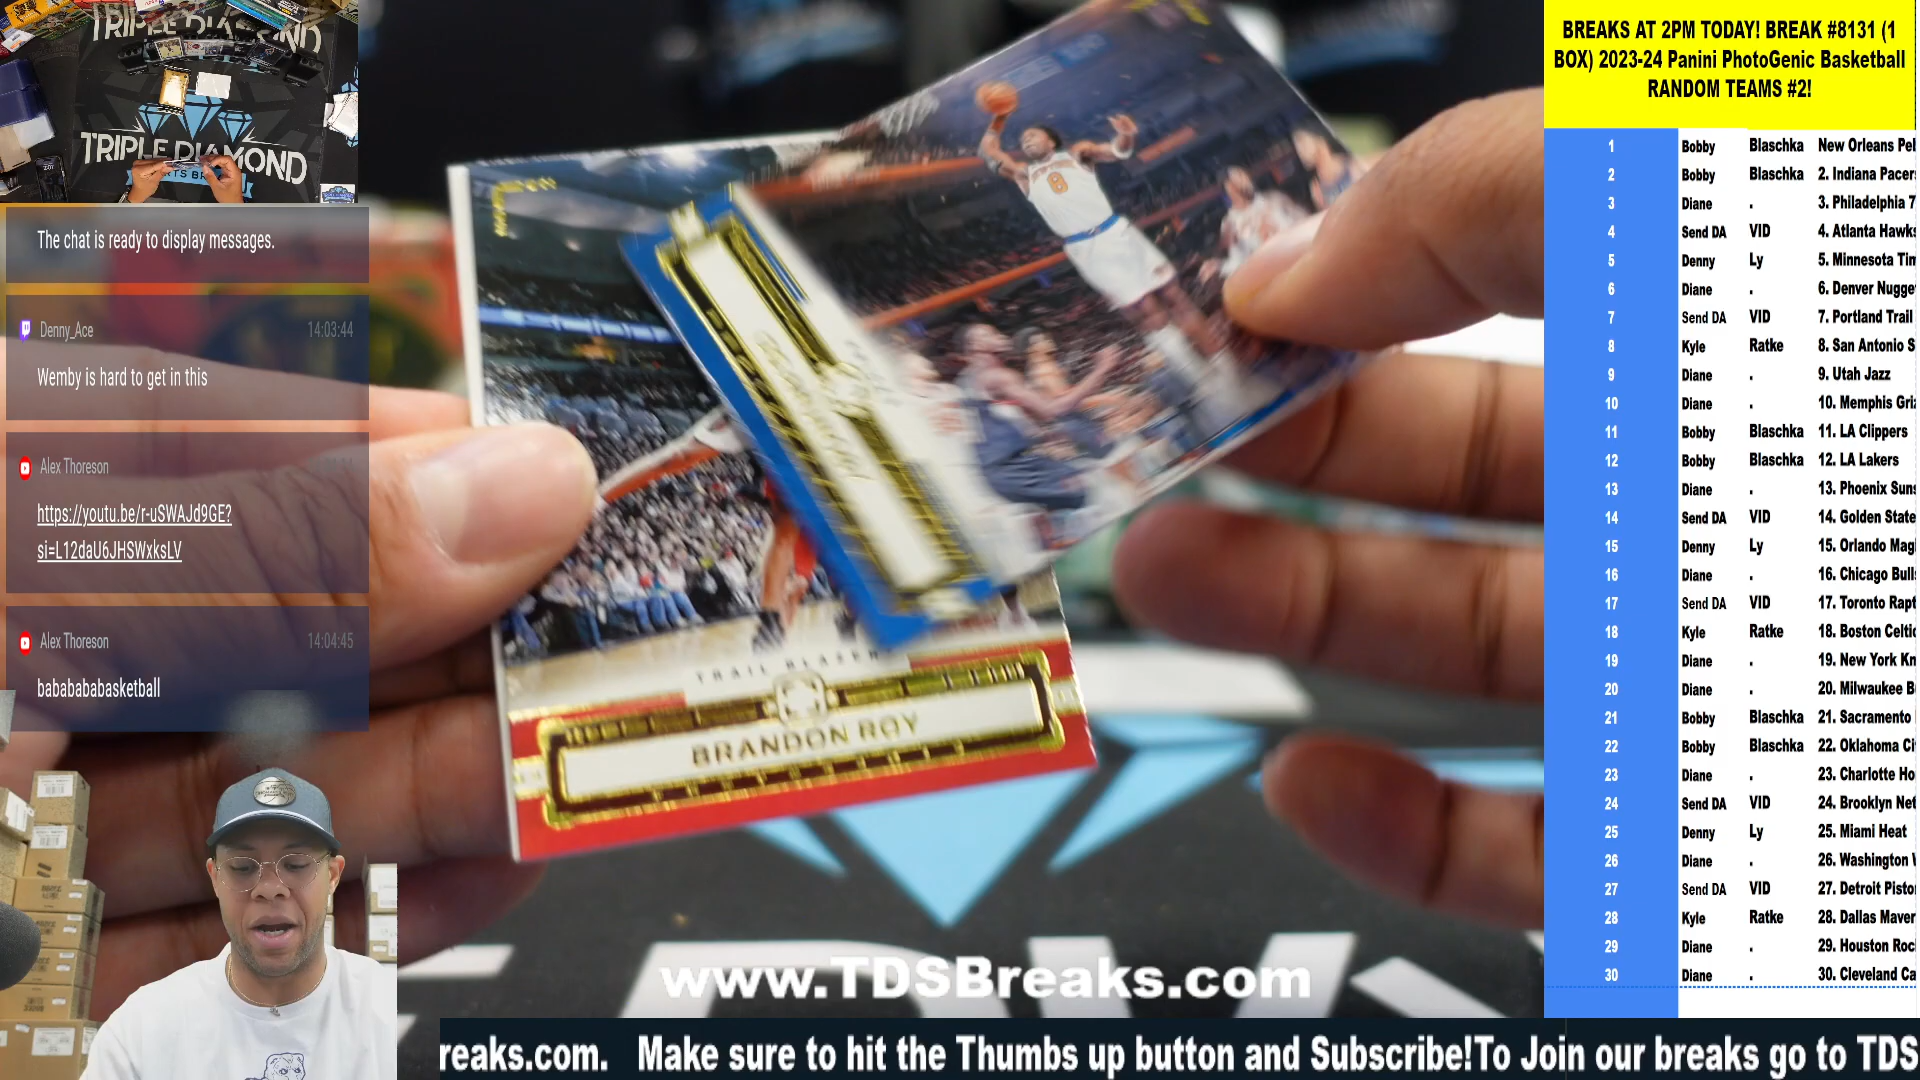 TRIPLE DIAMOND
TRIPLE DIAMOND
The chat is ready to display messages.
Denny_Ace 14:03:44
Wemby is hard to get in this
Alex Thoreson
https://youtu.be/r-uSWAJd9GE?
si=L12daU6JHSWxksLV
Alex Thoreson 14:04:45
babababasketball
8
TRAIL BLAZER
BRANDON ROY
www.TDSBreaks.com
reaks.com. Make sure to hit the Thumbs up button and Subscribe!To Join our breaks go to TDS
BREAKS AT 2PM TODAY! BREAK #8131 (1
BOX) 2023-24 Panini PhotoGenic Basketball
RANDOM TEAMS #2!
1 Bobby Blaschka New Orleans Pel
2 Bobby Blaschka 2. Indiana Pacer
3 Diane . 3. Philadelphia 7
4 Send DA VID 4. Atlanta Hawks
5 Denny Ly 5. Minnesota Tim
6 Diane . 6. Denver Nugge
7 Send DA VID 7. Portland Trail
8 Kyle Ratke 8. San Antonio S
9 Diane . 9. Utah Jazz
10 Diane . 10. Memphis Griz
11 Bobby Blaschka 11. LA Clippers
12 Bobby Blaschka 12. LA Lakers
13 Diane . 13. Phoenix Suns
14 Send DA VID 14. Golden State
15 Denny Ly 15. Orlando Mag
16 Diane . 16. Chicago Bull
17 Send DA VID 17. Toronto Rapt
18 Kyle Ratke 18. Boston Celtic
19 Diane . 19. New York Kn
20 Diane . 20. Milwaukee B
21 Bobby Blaschka 21. Sacramento
22 Bobby Blaschka 22. Oklahoma Ci
23 Diane . 23. Charlotte Ho
24 Send DA VID 24. Brooklyn Net
25 Denny Ly 25. Miami Heat
26 Diane . 26. Washington
27 Send DA VID 27. Detroit Pisto
28 Kyle Ratke 28. Dallas Maver
29 Diane . 29. Houston Roc
30 Diane . 30. Cleveland Ca